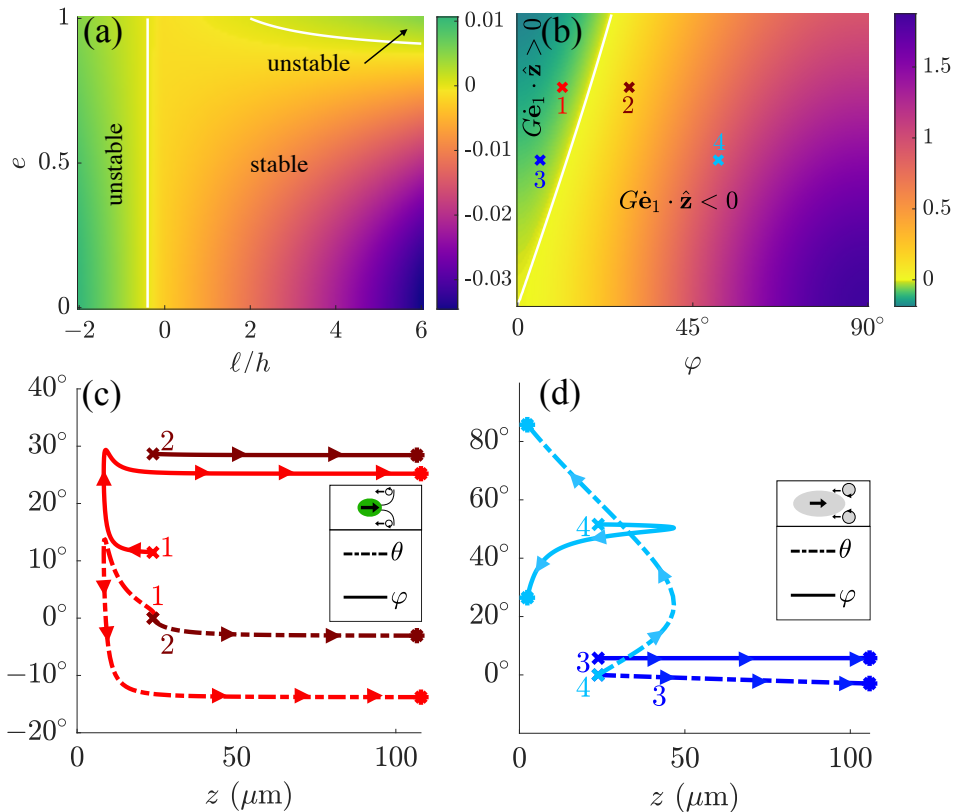 (a)
1
0.5
0
e
unstable
stable
unstable
−2
0
2
4
6
ℓ/h
0.01
0
-0.01
-0.02
-0.03
(b)
Gė₁ · ẑ > 0
Gė₁ · ẑ < 0
1
2
3
4
0
45°
90°
φ
1.5
1
0.5
0
(c)
40°
30°
20°
10°
0°
−10°
−20°
2
1
1
2
θ
φ
0
50
100
z (μm)
(d)
80°
60°
40°
20°
0°
4
3
4
3
θ
φ
0
50
100
z (μm)